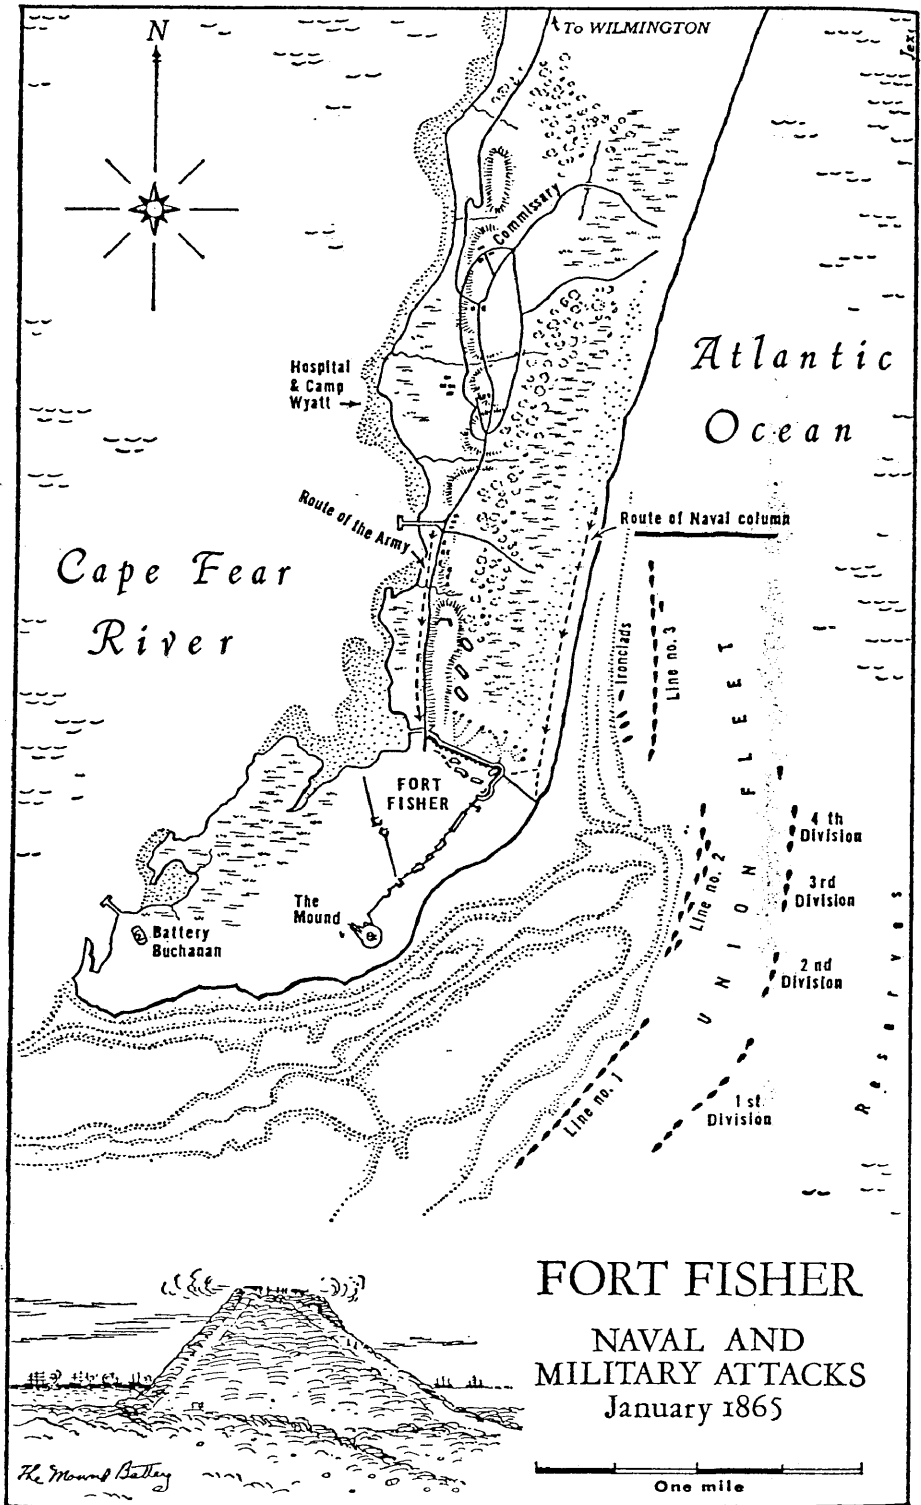 To WILMINGTON
N
Commissary
Atlantic
Ocean
Hospital
& Camp
Wyatt
Route of the Army
Route of Naval column
Cape Fear
River
Ironclads
Line no. 3
UNION FLEET
FORT
FISHER
4 th
Division
Line no. 2
3rd
Division
The
Mound
Battery
Buchanan
2 nd
Division
Reserves
Line no. 1
1 st
Division
FORT FISHER
NAVAL AND
MILITARY ATTACKS
January 1865
The Mound Battery
One mile